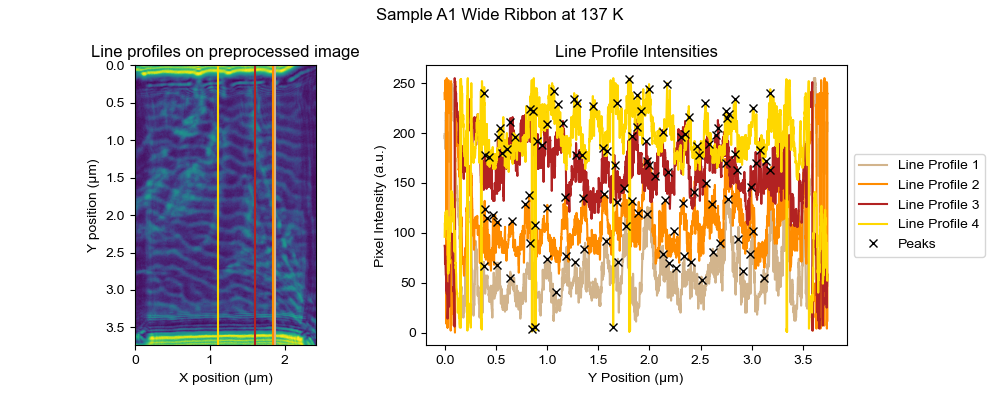 Sample A1 Wide Ribbon at 137 K
Line profiles on preprocessed image
0.0
0.5
1.0
1.5
2.0
2.5
3.0
3.5
Y position (μm)
0
1
2
X position (μm)
Line Profile Intensities
250
200
150
100
50
0
Pixel Intensity (a.u.)
0.0
0.5
1.0
1.5
2.0
2.5
3.0
3.5
Y Position (μm)
Line Profile 1
Line Profile 2
Line Profile 3
Line Profile 4
Peaks